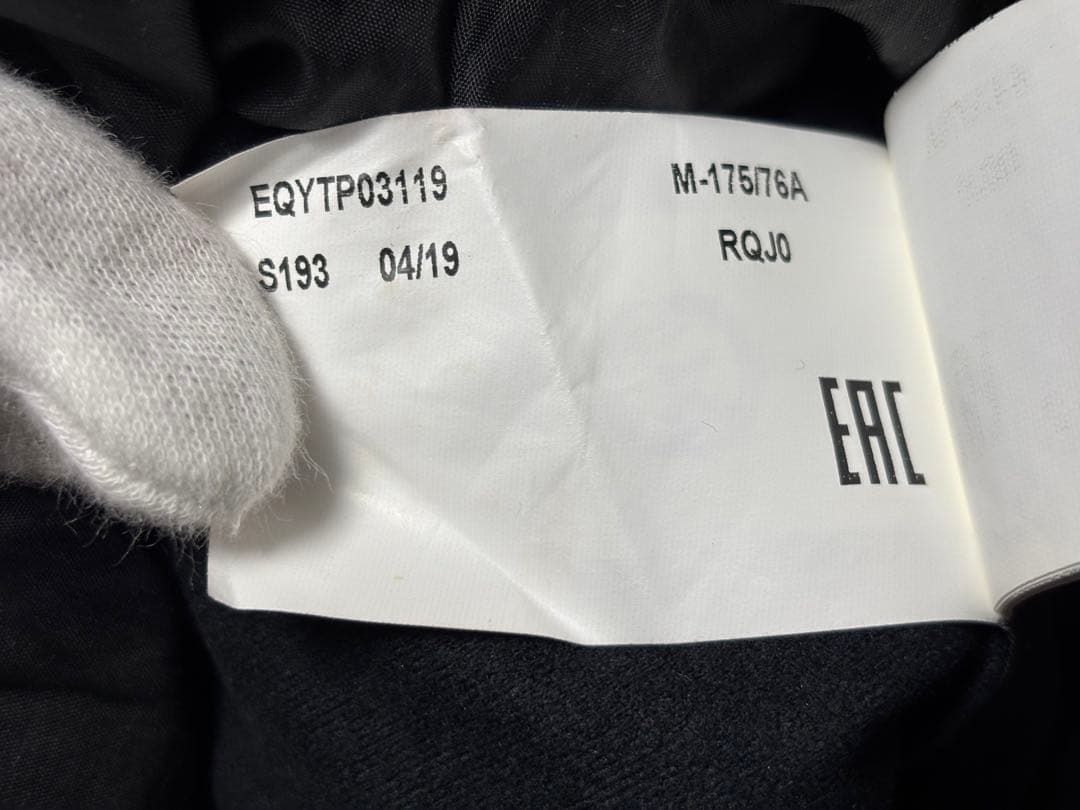 EQYTP03119
S193 04/19
M-175/76A
RQJ0
EAC